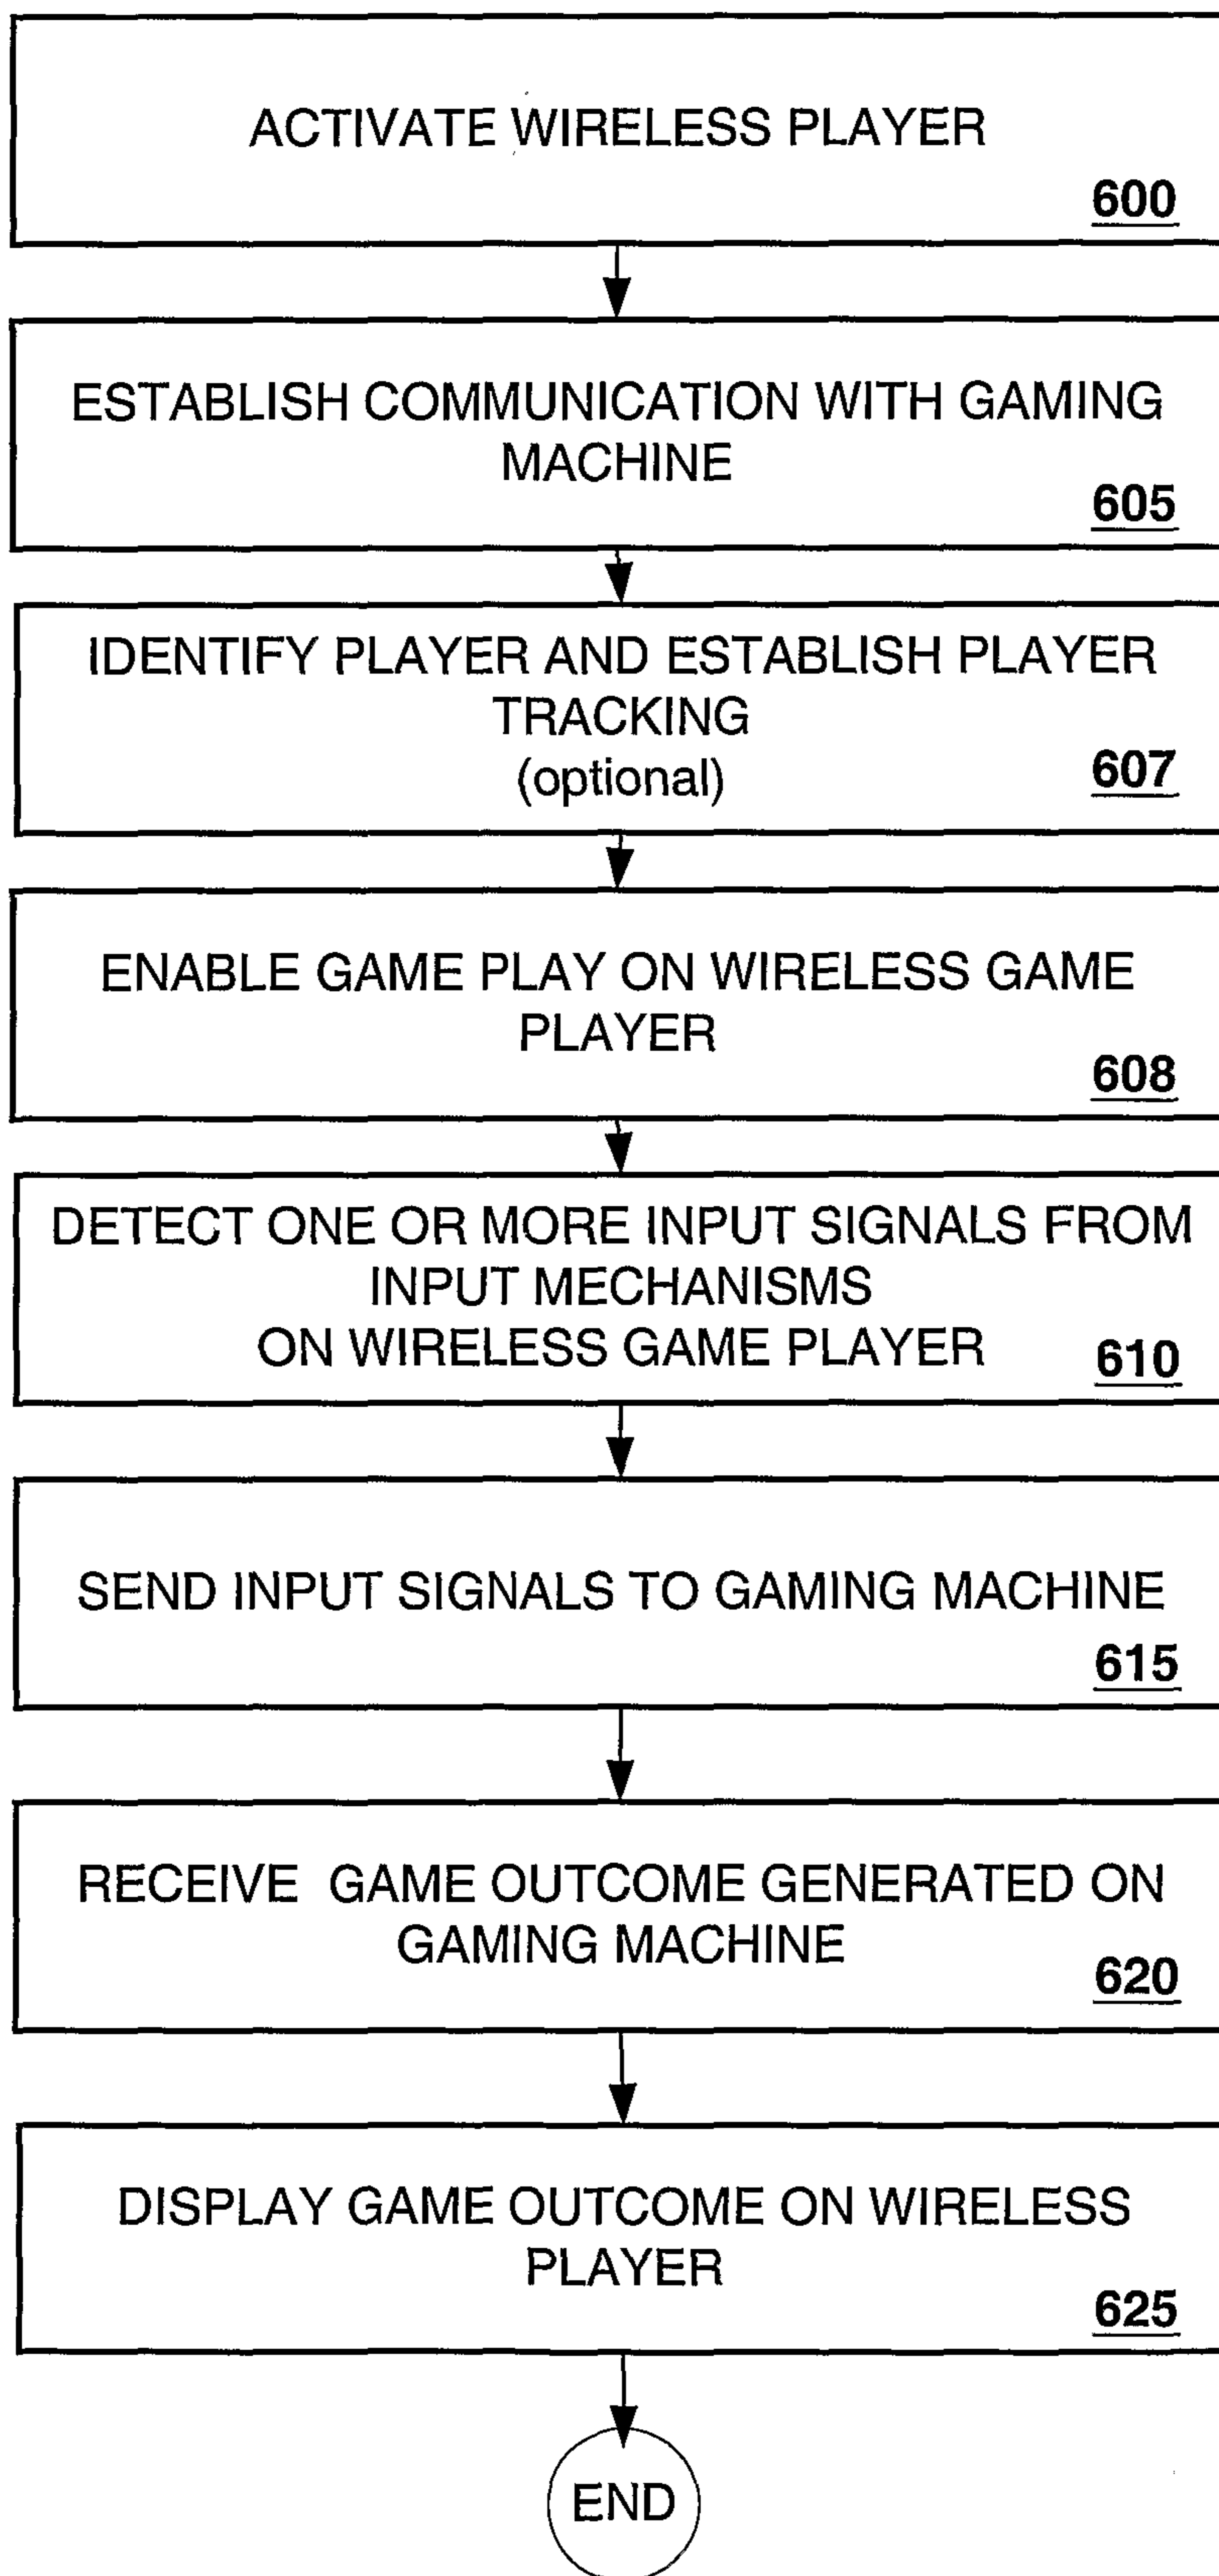 ACTIVATE WIRELESS PLAYER
600
ESTABLISH COMMUNICATION WITH GAMING
MACHINE
605
IDENTIFY PLAYER AND ESTABLISH PLAYER
TRACKING
(optional)
607
ENABLE GAME PLAY ON WIRELESS GAME
PLAYER
608
DETECT ONE OR MORE INPUT SIGNALS FROM
INPUT MECHANISMS
ON WIRELESS GAME PLAYER
610
SEND INPUT SIGNALS TO GAMING MACHINE
615
RECEIVE GAME OUTCOME GENERATED ON
GAMING MACHINE
620
DISPLAY GAME OUTCOME ON WIRELESS
PLAYER
625
END